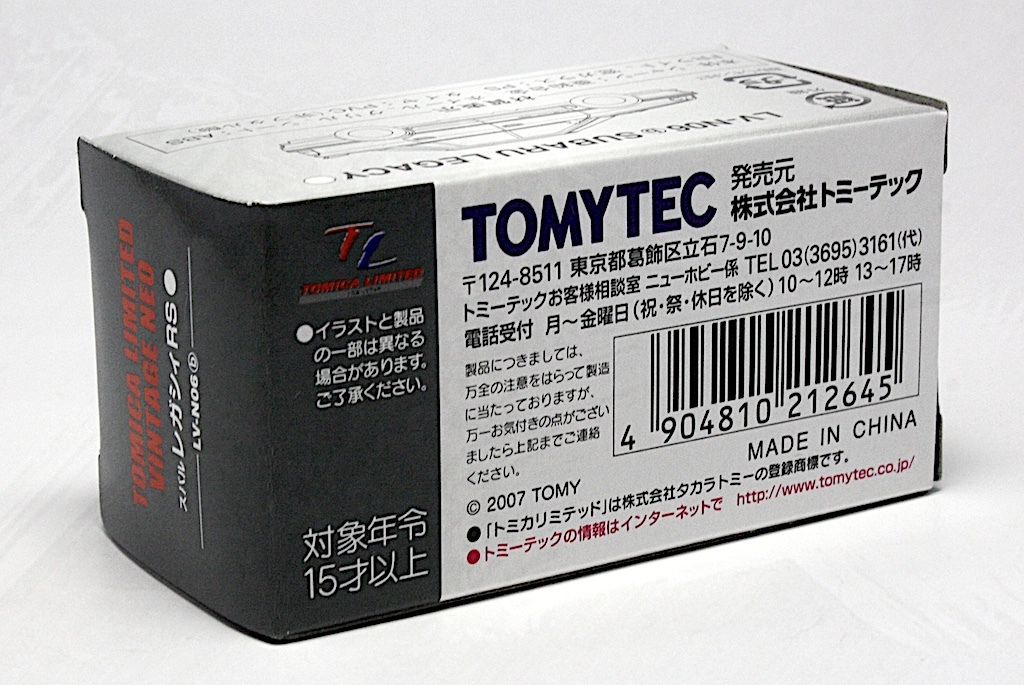 LV-N06ⓑ SUBARU LEGACY
TOMICA LIMITED
VINTAGE NEO
レガシィ RS
LV-N06ⓑ
TL
TOMICA LIMITED
●イラストと製品
の一部は異なる
場合があります。
ご了承ください。
対象年令
15才以上
TOMYTEC
発売元
株式会社トミーテック
〒124-8511 東京都葛飾区立石7-9-10
トミーテックお客様相談室 ニューホビー係 TEL 03(3695)3161(代)
電話受付 月〜金曜日(祝・祭・休日を除く) 10〜12時 13〜17時
製品につきましては、
万全の注意をはらって製造
に当たっておりますが、
万一お気付きの点がござい
ましたら上記までご連絡
ください。
4 904810 212645
MADE IN CHINA
© 2007 TOMY
●「トミカリミテッド」は株式会社タカラトミーの登録商標です。
●トミーテックの情報はインターネットで http://www.tomytec.co.jp/